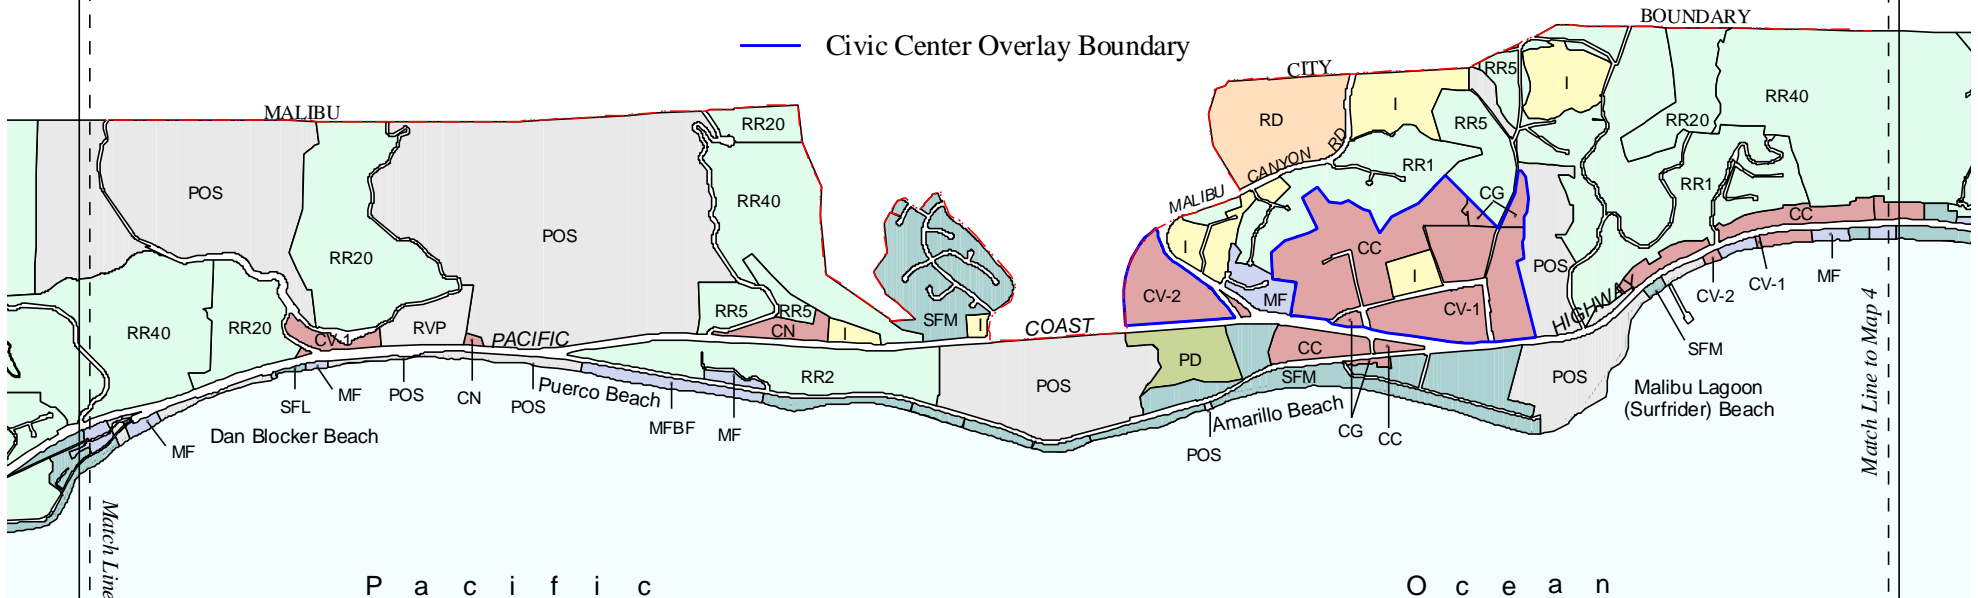 BOUNDARY
Civic Center Overlay Boundary
CITY
MALIBU
RR5
I
I
RR40
RD
RR20
RR5
RR20
RD
CANYON
MALIBU
RR1
RR1
POS
CG
RR40
CC
POS
I
CC
RR20
POS
I
MF
CV-2
CV-1
MF
CV-2
CV-1
HIGHWAY
RR5
RR5
CN
I
SFM
I
COAST
RR40
RR20
CV-1
RVP
PACIFIC
CC
SFM
PD
RR2
POS
SFM
POS
Malibu Lagoon
(Surfrider) Beach
Match Line to Map 4
SFL
MF
POS
CN
POS
Puerco Beach
MFBF
MF
Amarillo Beach
POS
CG
CC
MF
Dan Blocker Beach
Match Line
Pacific
Ocean